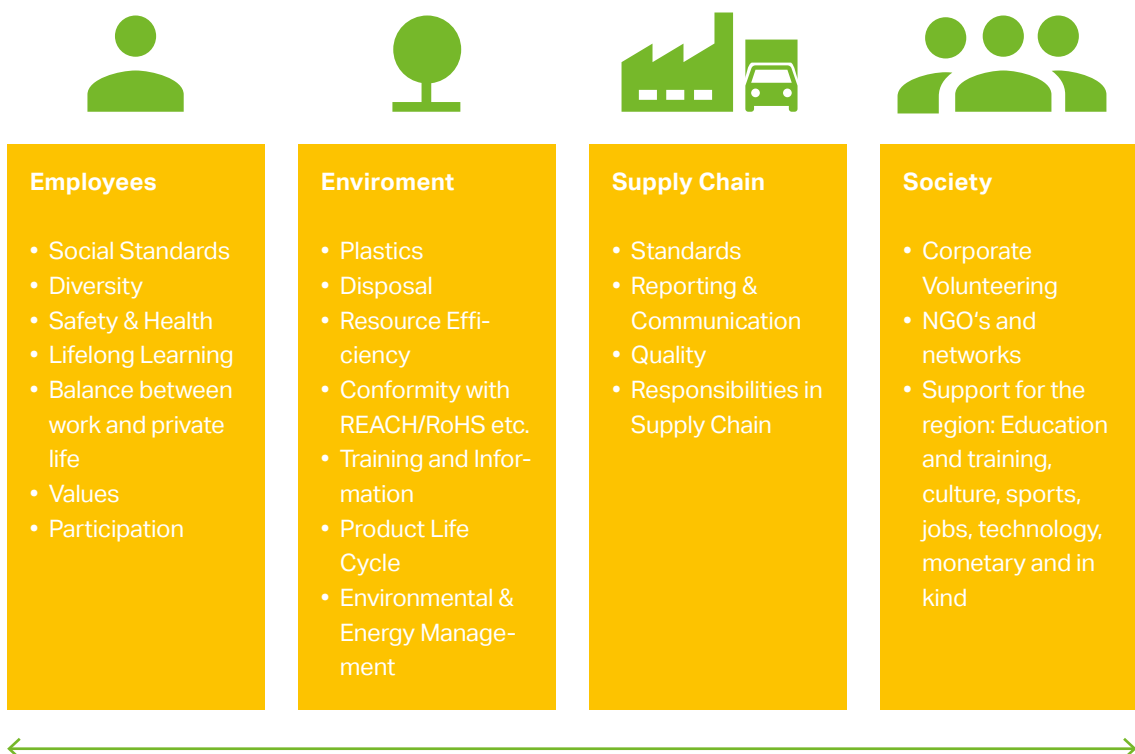 Employees
• Social Standards
• Diversity
• Safety & Health
• Lifelong Learning
• Balance between
work and private
life
• Values
• Participation
Enviroment
• Plastics
• Disposal
• Resource Effi-
ciency
• Conformity with
REACH/RoHS etc.
• Training and Infor-
mation
• Product Life
Cycle
• Environmental &
Energy Manage-
ment
Supply Chain
• Standards
• Reporting &
Communication
• Quality
• Responsibilities in
Supply Chain
Society
• Corporate
Volunteering
• NGO‘s and
networks
• Support for the
region: Education
and training,
culture, sports,
jobs, technology,
monetary and in
kind